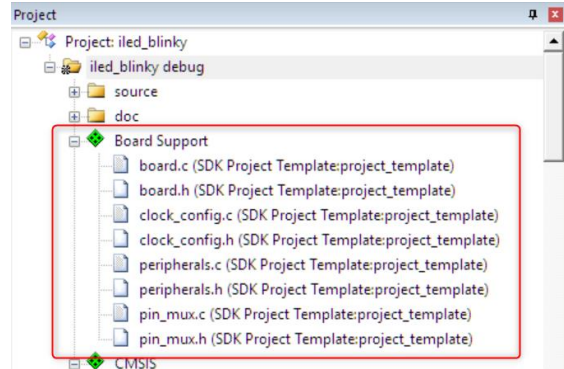 Project
Project: iled_blinky
iled_blinky debug
source
doc
Board Support
board.c (SDK Project Template:project_template)
board.h (SDK Project Template:project_template)
clock_config.c (SDK Project Template:project_template)
clock_config.h (SDK Project Template:project_template)
peripherals.c (SDK Project Template:project_template)
peripherals.h (SDK Project Template:project_template)
pin_mux.c (SDK Project Template:project_template)
pin_mux.h (SDK Project Template:project_template)
CMSIS